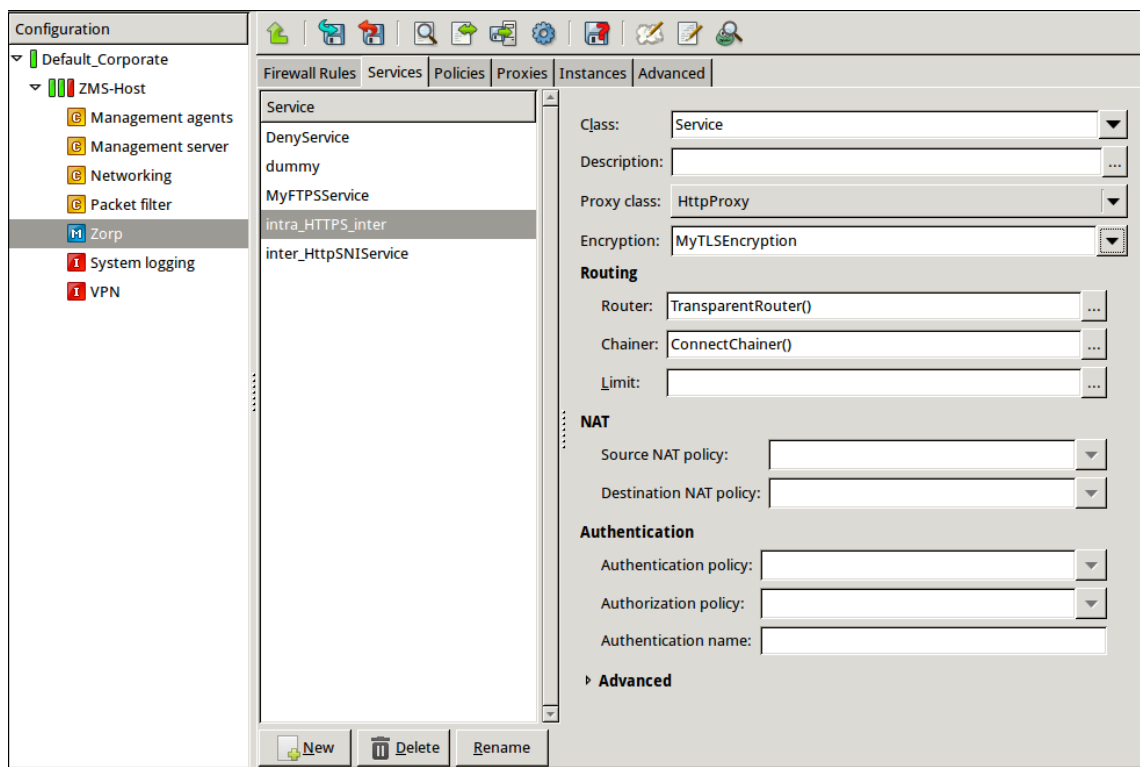 Configuration
Default_Corporate
ZMS-Host
Management agents
Management server
Networking
Packet filter
Zorp
System logging
VPN
Firewall Rules Services Policies Proxies Instances Advanced
Service
DenyService
dummy
MyFTPSService
intra_HTTPS_inter
inter_HttpSNIService
New Delete Rename
Class: Service
Description: ...
Proxy class: HttpProxy
Encryption: MyTLSEncryption
Routing
Router: TransparentRouter() ...
Chainer: ConnectChainer() ...
Limit: ...
NAT
Source NAT policy:
Destination NAT policy:
Authentication
Authentication policy:
Authorization policy:
Authentication name:
Advanced